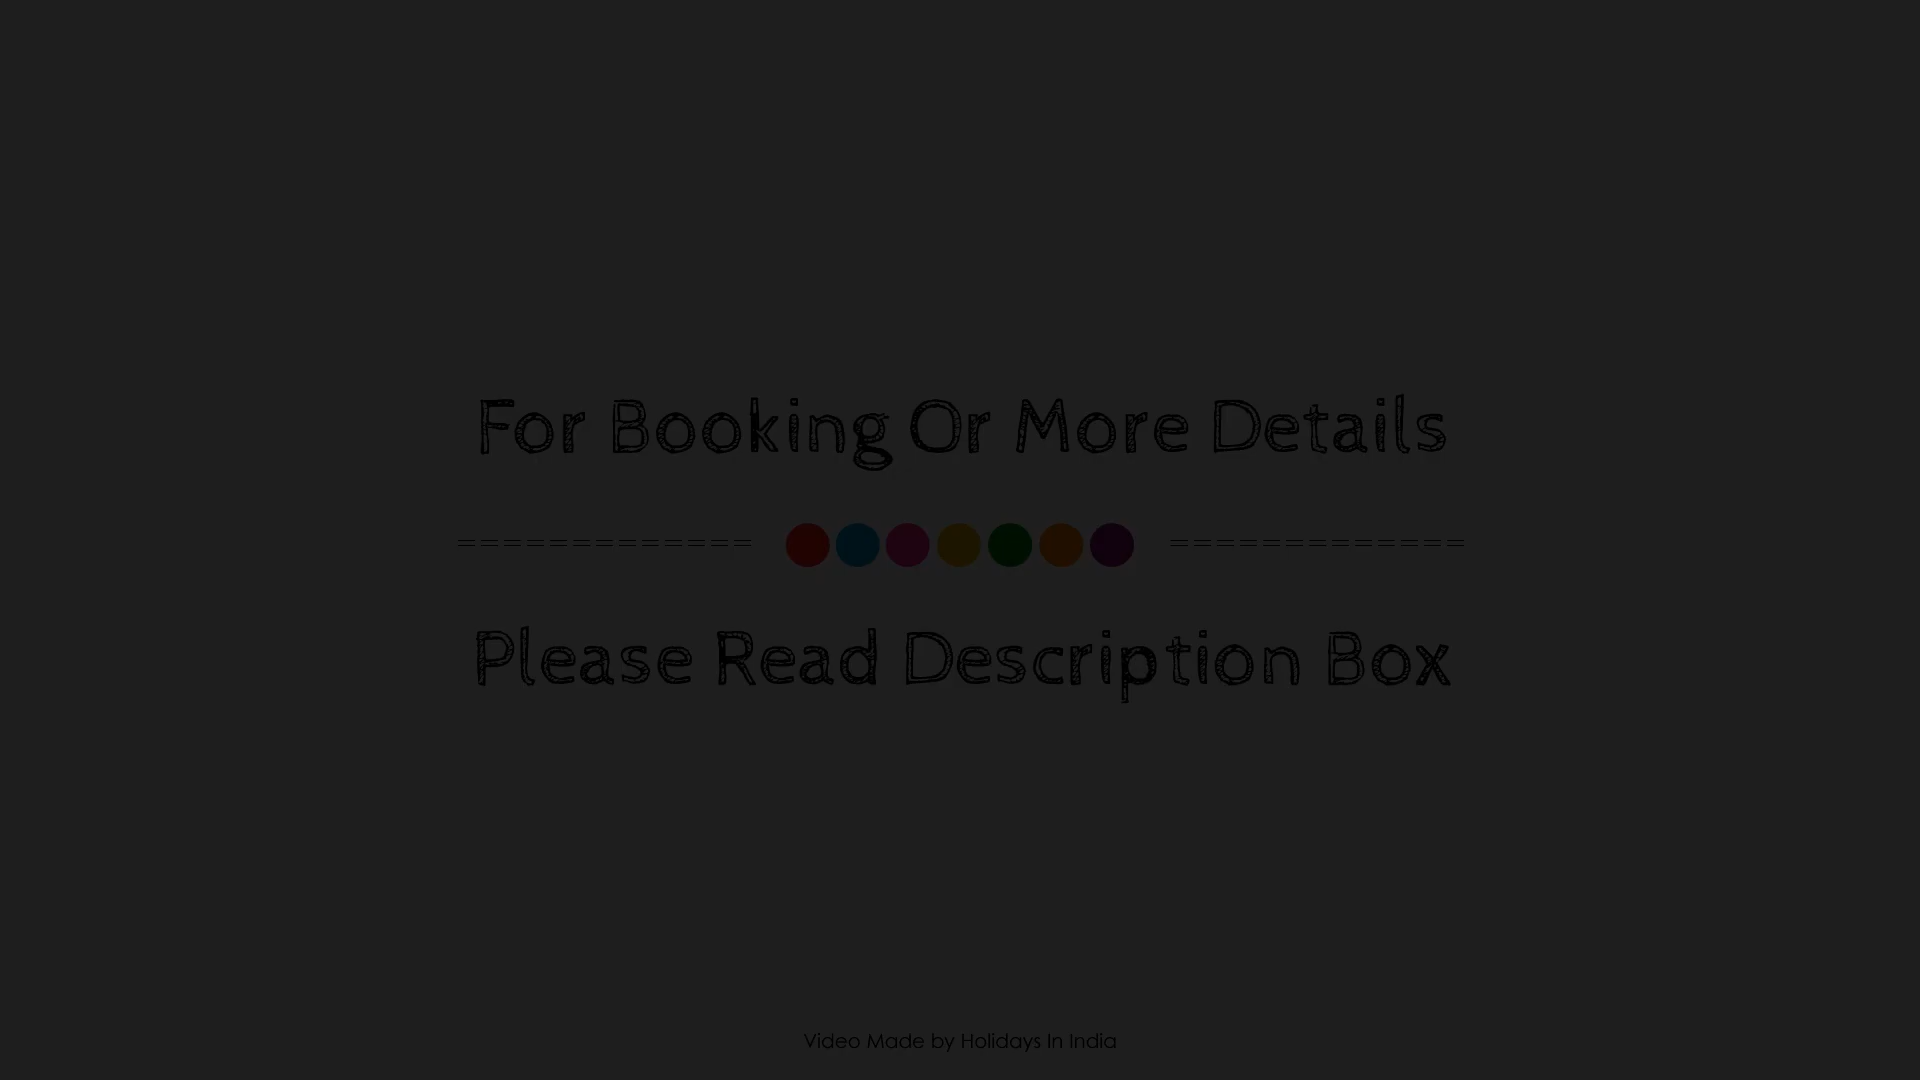 For Booking Or More Details
============= =============
Please Read Description Box
Video Made by Holidays In India